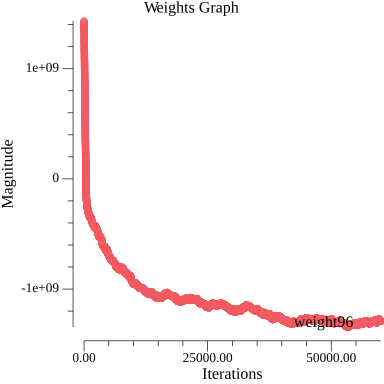 Weights Graph
1e+09
0
-1e+09
Magnitude
weight96
0.00
25000.00
50000.00
Iterations